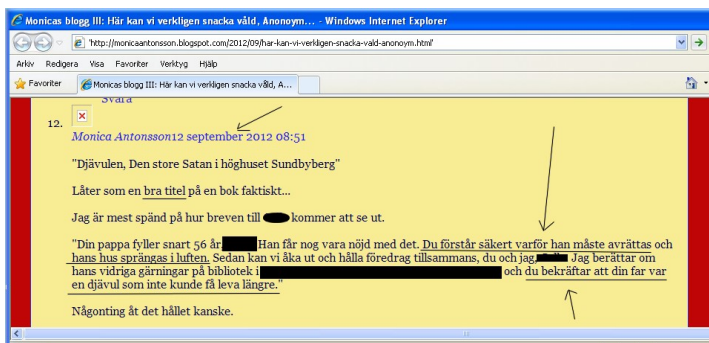 Monicas blogg III: Här kan vi verkligen snacka våld, Anonoym... - Windows Internet Explorer
'http://monicaantonsson.blogspot.com/2012/09/har-kan-vi-verkligen-snacka-vald-anonoym.html'
Arkiv Redigera Visa Favoriter Verktyg Hjälp
Favoriter Monicas blogg III: Här kan vi verkligen snacka våld, A...
Svara
12.
Monica Antonsson12 september 2012 08:51
"Djävulen, Den store Satan i höghuset Sundbyberg"
Låter som en bra titel på en bok faktiskt...
Jag är mest spänd på hur breven till kommer att se ut.
"Din pappa fyller snart 56 år. Han får nog vara nöjd med det. Du förstår säkert varför han måste avrättas och
hans hus sprängas i luften. Sedan kan vi åka ut och hålla föredrag tillsammans, du och jag, Jag berättar om
hans vidriga gärningar på bibliotek i och du bekräftar att din far var
en djävul som inte kunde få leva längre."
Någonting åt det hållet kanske.